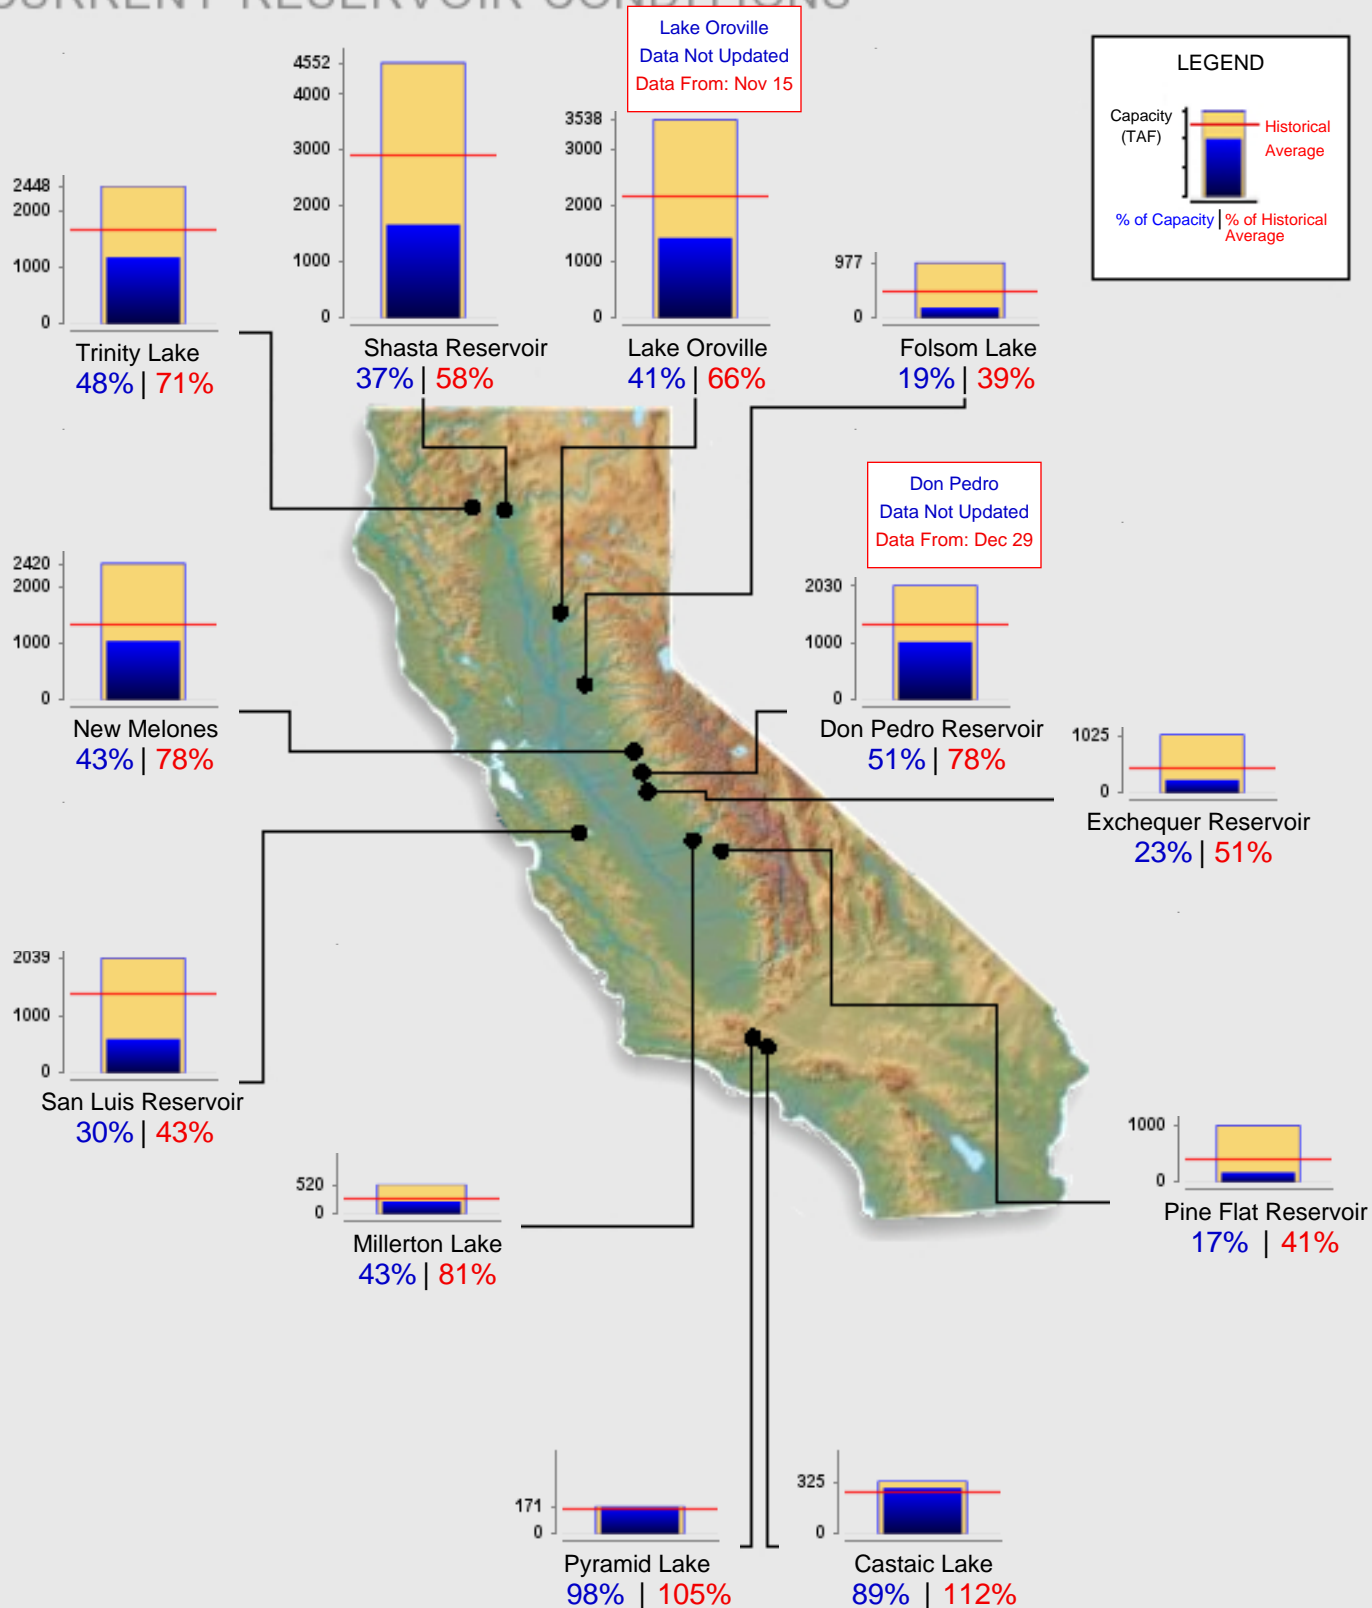 CURRENT RESERVOIR CONDITIONS
Lake Oroville
Data Not Updated
Data From: Nov 15
LEGEND
Capacity
(TAF)
Historical
Average
% of Capacity | % of Historical
Average
2448
2000
1000
0
Trinity Lake
48% | 71%
4552
4000
3000
2000
1000
0
Shasta Reservoir
37% | 58%
3538
3000
2000
1000
0
Lake Oroville
41% | 66%
977
0
Folsom Lake
19% | 39%
2420
2000
1000
0
New Melones
43% | 78%
Don Pedro
Data Not Updated
Data From: Dec 29
2030
1000
0
Don Pedro Reservoir
51% | 78%
1025
0
Exchequer Reservoir
23% | 51%
2039
1000
0
San Luis Reservoir
30% | 43%
520
0
Millerton Lake
43% | 81%
1000
0
Pine Flat Reservoir
17% | 41%
171
0
Pyramid Lake
98% | 105%
325
0
Castaic Lake
89% | 112%